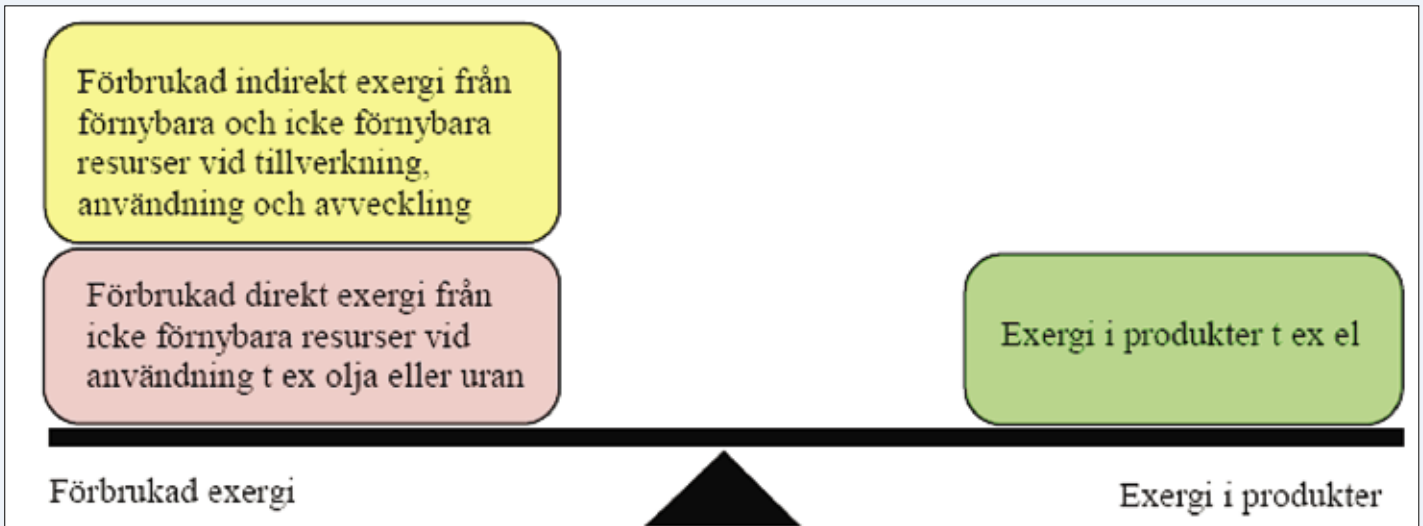 Förbrukad indirekt exergi från
förnybara och icke förnybara
resurser vid tillverkning,
användning och avveckling
Förbrukad direkt exergi från
icke förnybara resurser vid
användning t ex olja eller uran
Exergi i produkter t ex el
Förbrukad exergi
Exergi i produkter